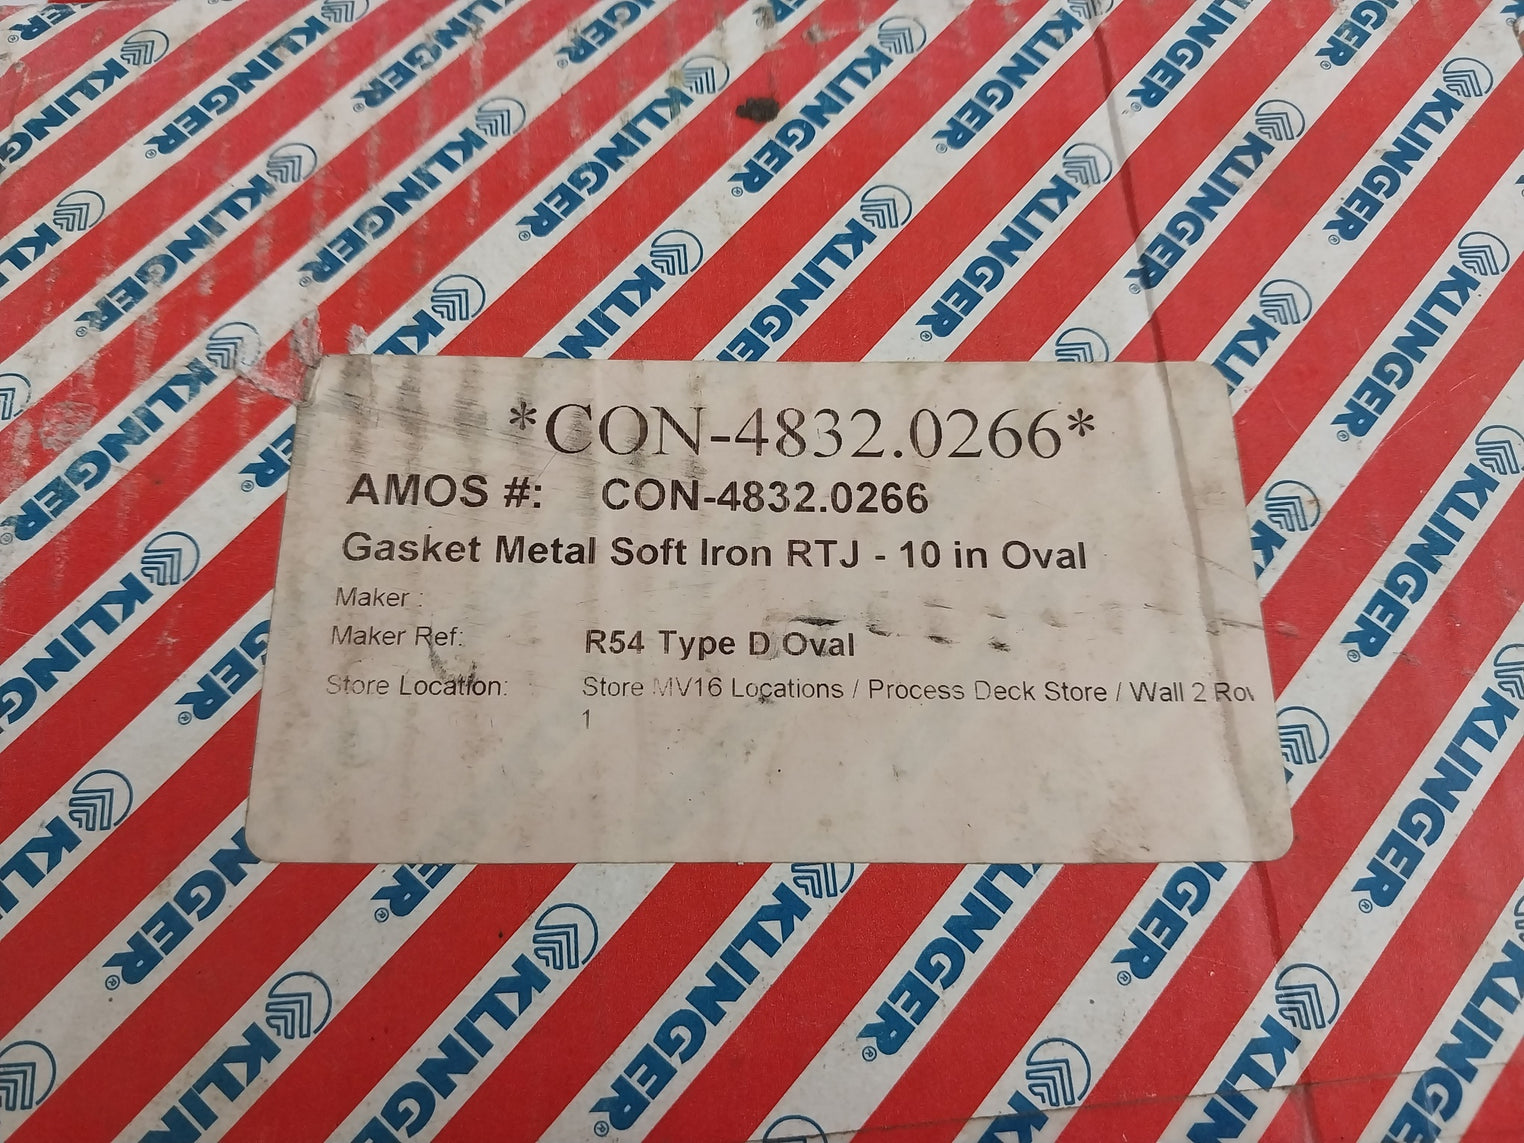 *CON-4832.0266*
AMOS #: CON-4832.0266
Gasket Metal Soft Iron RTJ - 10 in Oval
Maker :
Maker Ref: R54 Type D Oval
Store Location: Store MV16 Locations / Process Deck Store / Wall 2 Row
1
KLINGER®